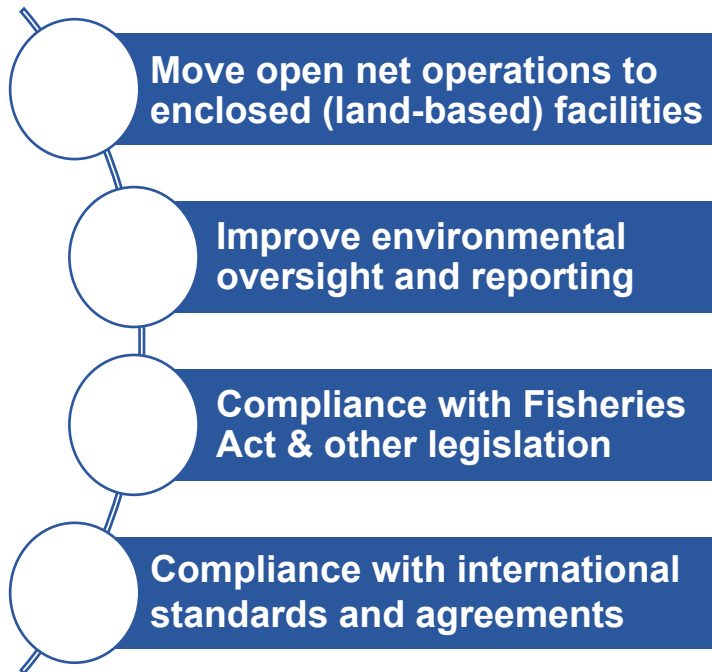 Move open net operations to
enclosed (land-based) facilities
Improve environmental
oversight and reporting
Compliance with Fisheries
Act & other legislation
Compliance with international
standards and agreements